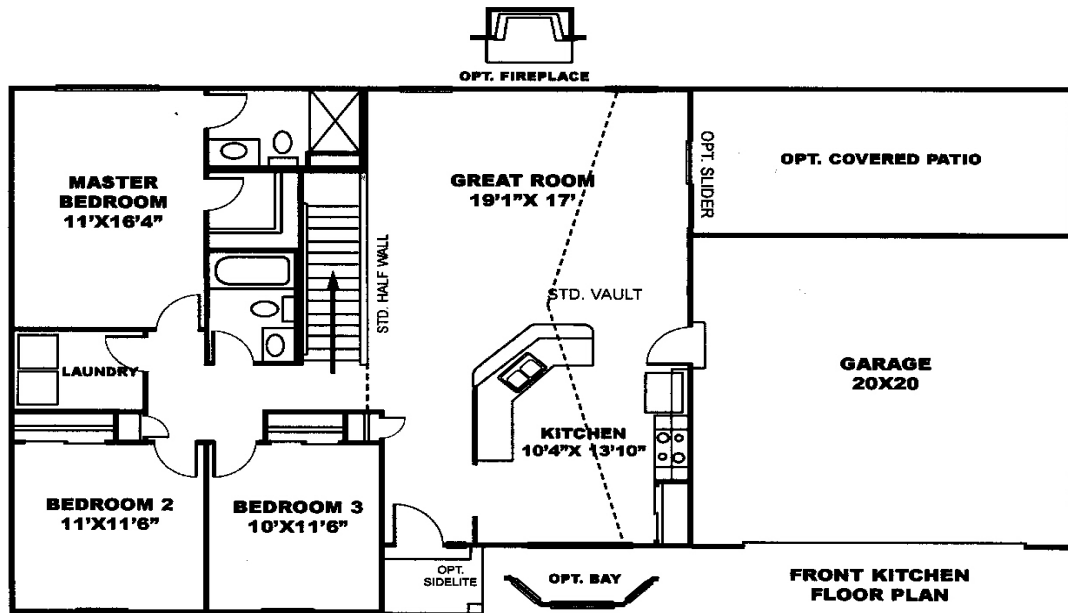 OPT. FIREPLACE
MASTER
BEDROOM
11'X16'4"
GREAT ROOM
19'1"X 17'
OPT. SLIDER
OPT. COVERED PATIO
STD. HALF WALL
STD. VAULT
LAUNDRY
GARAGE
20X20
KITCHEN
10'4"X 13'10"
BEDROOM 2
11'X11'6"
BEDROOM 3
10'X11'6"
OPT.
SIDELITE
OPT. BAY
FRONT KITCHEN
FLOOR PLAN